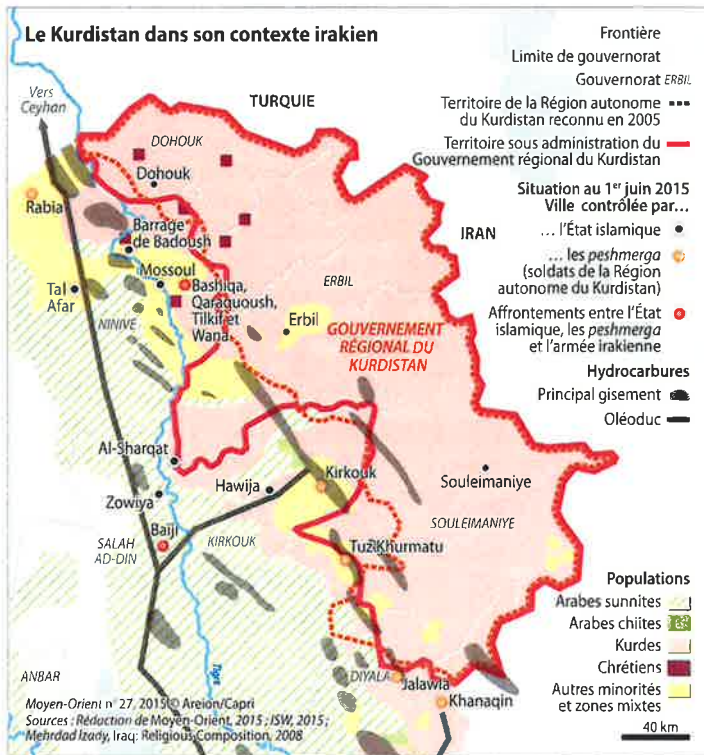 Le Kurdistan dans son contexte irakien
Vers
Ceyhan
TURQUIE
DOHOUK
Dohouk
Rabia
Barrage
de Badoush
Mossoul
Tal
Afar
NINIVE
Bashiqa,
Qaraquoush,
Tilkif et
Wana
IRAN
ERBIL
Erbil
GOUVERNEMENT
RÉGIONAL DU
KURDISTAN
Al-Sharqat
Zowiya
Hawija
Kirkouk
Souleimaniye
SOULEIMANIYE
Baïji
SALAH
AD-DIN
KIRKOUK
Tuz Khurmatu
Tigre
ANBAR
DIYALA
Jalawla
Khanaqin
Frontière
Limite de gouvernorat
Gouvernorat ERBIL
Territoire de la Région autonome
du Kurdistan reconnu en 2005
Territoire sous administration du
Gouvernement régional du Kurdistan
Situation au 1er juin 2015
Ville contrôlée par...
... l'État islamique
... les peshmerga
(soldats de la Région
autonome du Kurdistan)
Affrontements entre l'État
islamique, les peshmerga
et l'armée irakienne
Hydrocarbures
Principal gisement
Oléoduc
Populations
Arabes sunnites
Arabes chiites
Kurdes
Chrétiens
Autres minorités
et zones mixtes
40 km
Moyen-Orient n° 27, 2015 © Areion/Capri
Sources : Rédaction de Moyen-Orient, 2015 ; ISW, 2015 ;
Mehrdad Izady, Iraq: Religious Composition, 2008